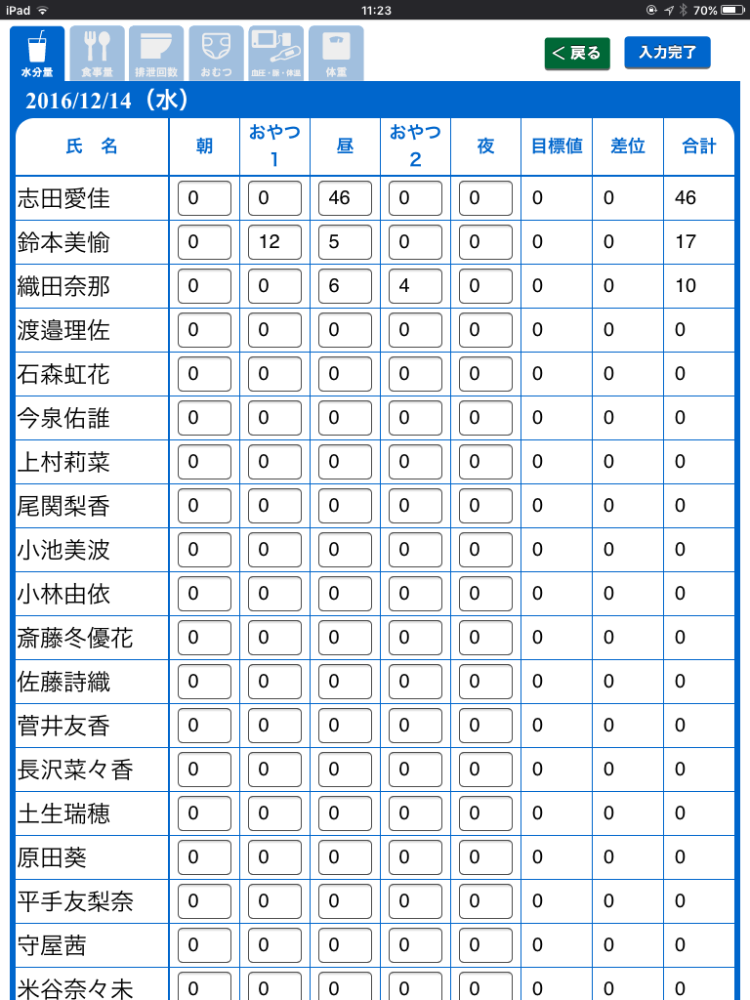 iPad 11:23 70%
水分量 食事量 排泄回数 おむつ 血圧・脈・体温 体重 < 戻る 入力完了
2016/12/14（水）
氏　名 朝 おやつ1 昼 おやつ2 夜 目標値 差位 合計
志田愛佳 0 0 46 0 0 0 0 46
鈴本美愉 0 12 5 0 0 0 0 17
織田奈那 0 0 6 4 0 0 0 10
渡邉理佐 0 0 0 0 0 0 0 0
石森虹花 0 0 0 0 0 0 0 0
今泉佑誰 0 0 0 0 0 0 0 0
上村莉菜 0 0 0 0 0 0 0 0
尾関梨香 0 0 0 0 0 0 0 0
小池美波 0 0 0 0 0 0 0 0
小林由依 0 0 0 0 0 0 0 0
斎藤冬優花 0 0 0 0 0 0 0 0
佐藤詩織 0 0 0 0 0 0 0 0
菅井友香 0 0 0 0 0 0 0 0
長沢菜々香 0 0 0 0 0 0 0 0
土生瑞穂 0 0 0 0 0 0 0 0
原田葵 0 0 0 0 0 0 0 0
平手友梨奈 0 0 0 0 0 0 0 0
守屋茜 0 0 0 0 0 0 0 0
米谷奈々未 0 0 0 0 0 0 0 0